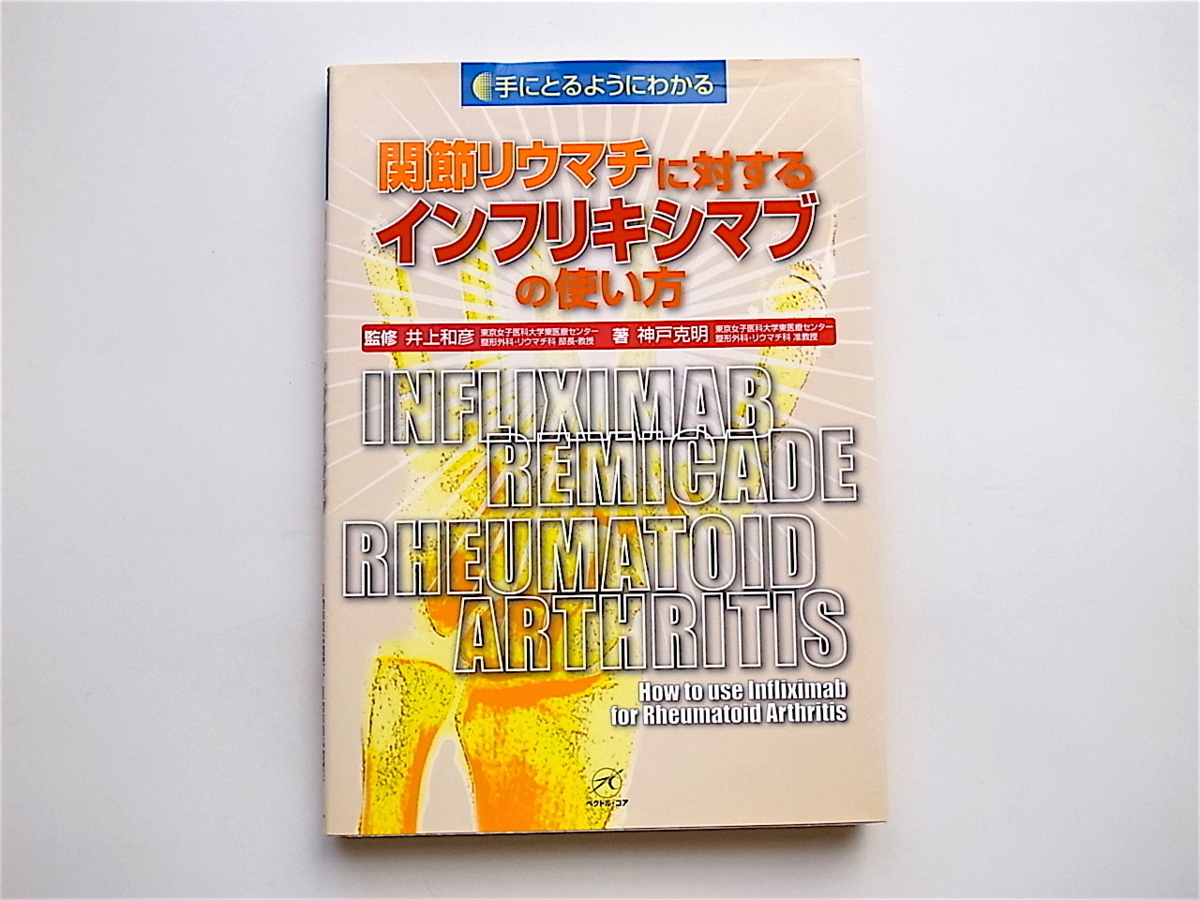 手にとるようにわかる
関節リウマチに対する
インフリキシマブ
の使い方
監修 井上和彦 東京女子医科大学東医療センター 整形外科・リウマチ科 部長・教授 著 神戸克明 東京女子医科大学東医療センター 整形外科・リウマチ科 准教授
INFLIXIMAB
REMICADE
RHEUMATOID
ARTHRITIS
How to use Infliximab
for Rheumatoid Arthritis
ベクトル・コア